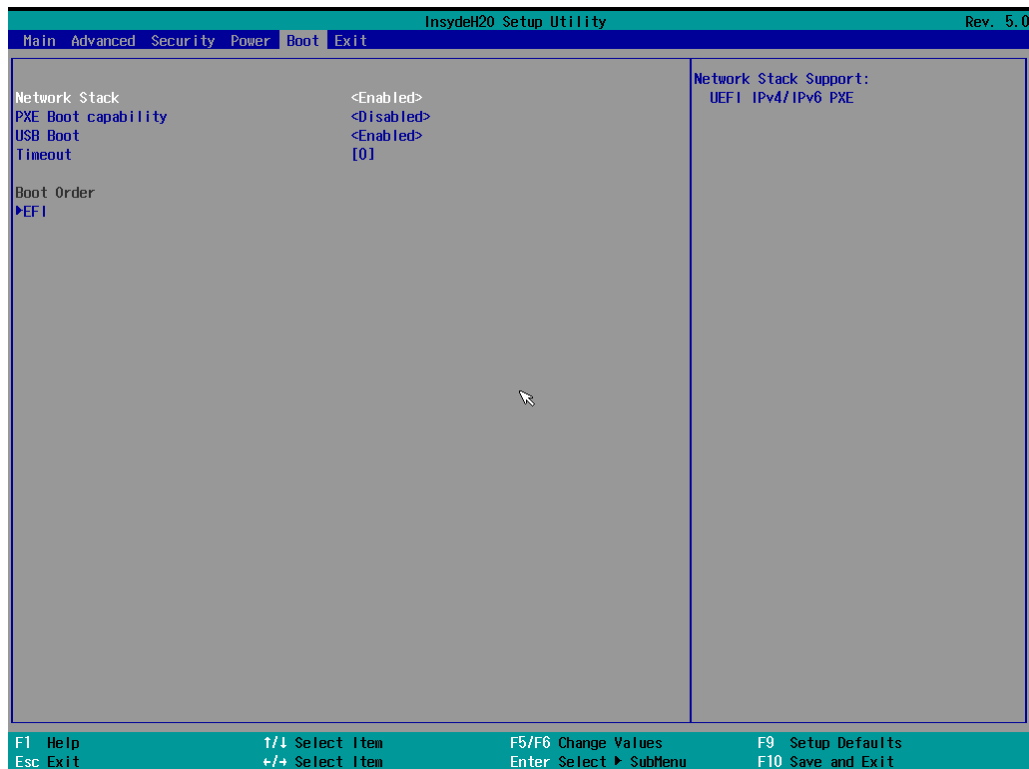 InsydeH20 Setup Utility Rev. 5.0
Main Advanced Security Power Boot Exit
Network Stack <Enabled>
PXE Boot capability <Disabled>
USB Boot <Enabled>
Timeout [0]
Boot Order
▶EFI
Network Stack Support:
UEFI IPv4/IPv6 PXE
F1 Help ↑/↓ Select Item F5/F6 Change Values F9 Setup Defaults
Esc Exit ←/→ Select Item Enter Select ▶ SubMenu F10 Save and Exit